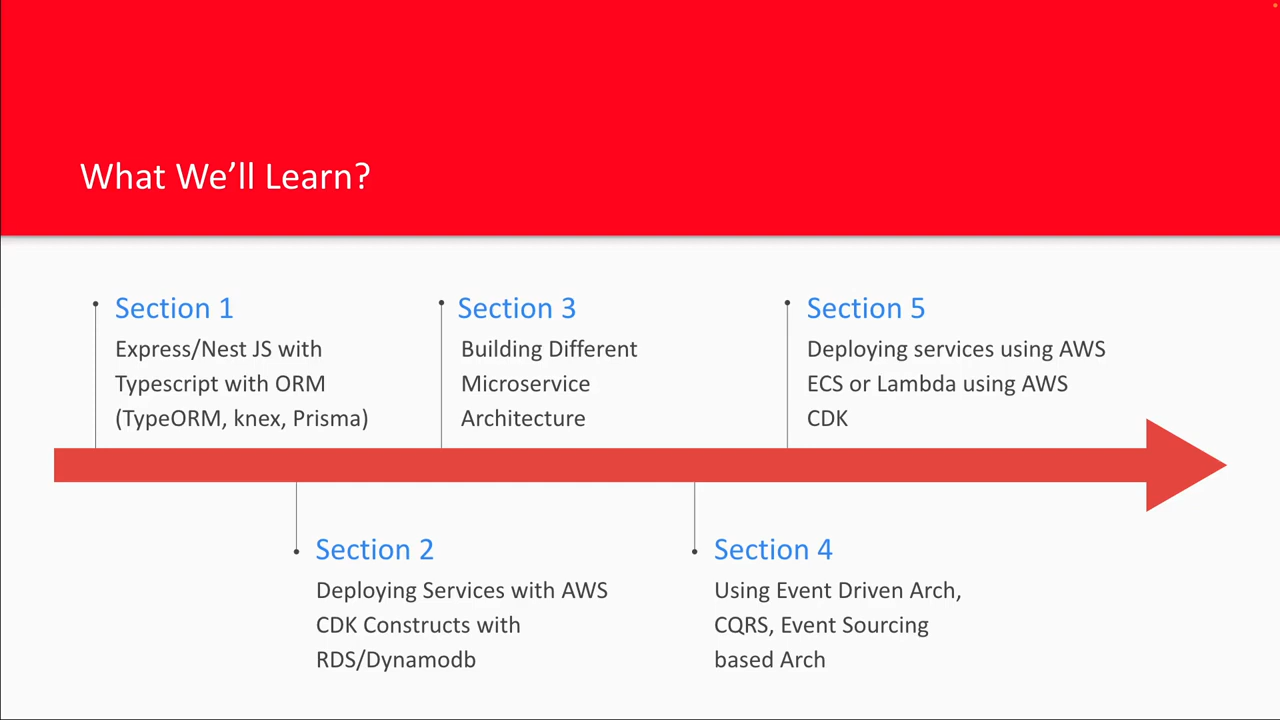 What We’ll Learn?
Section 1
Express/Nest JS with
Typescript with ORM
(TypeORM, knex, Prisma)
Section 2
Deploying Services with AWS
CDK Constructs with
RDS/Dynamodb
Section 3
Building Different
Microservice
Architecture
Section 4
Using Event Driven Arch,
CQRS, Event Sourcing
based Arch
Section 5
Deploying services using AWS
ECS or Lambda using AWS
CDK